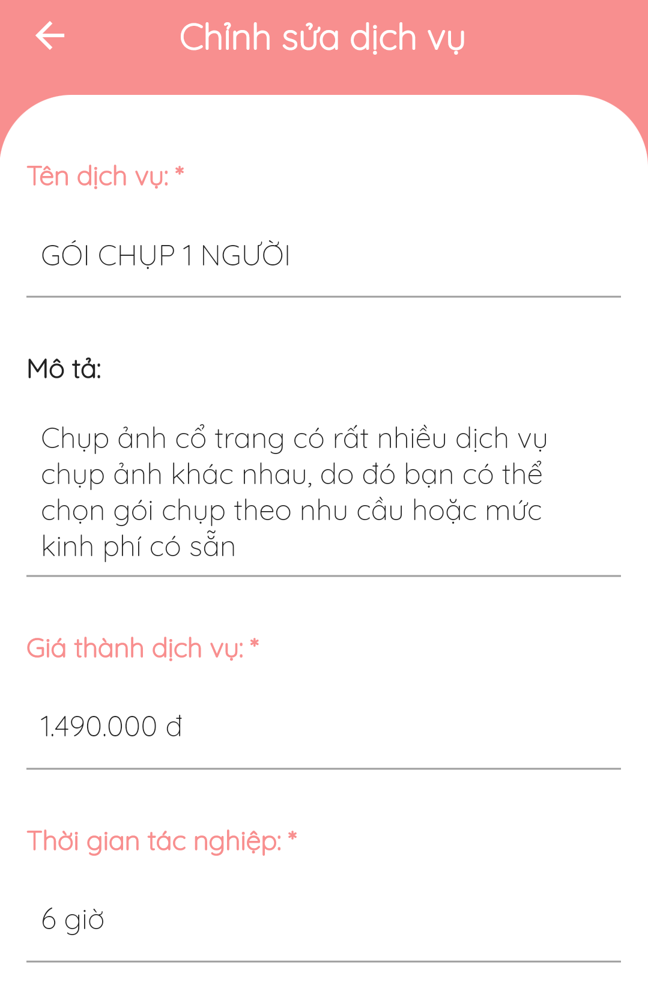 Chỉnh sửa dịch vụ
Tên dịch vụ: *
GÓI CHỤP 1 NGƯỜI
Mô tả:
Chụp ảnh cổ trang có rất nhiều dịch vụ
chụp ảnh khác nhau, do đó bạn có thể
chọn gói chụp theo nhu cầu hoặc mức
kinh phí có sẵn
Giá thành dịch vụ: *
1.490.000 đ
Thời gian tác nghiệp: *
6 giờ